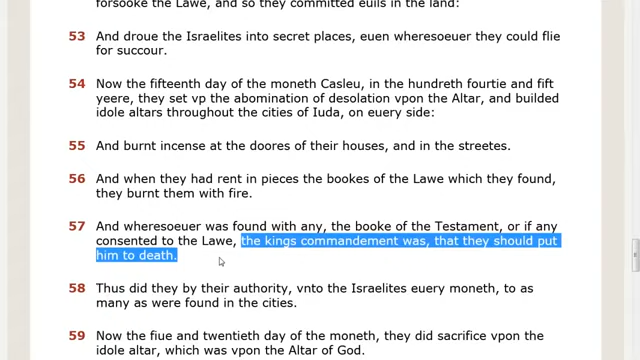 forsooke the Lawe, and so they committed euils in the land:
53 And droue the Israelites into secret places, euen wheresoeuer they could flie
for succour.
54 Now the fifteenth day of the moneth Casleu, in the hundreth fourtie and fift
yeere, they set vp the abomination of desolation vpon the Altar, and builded
idole altars throughout the cities of Iuda, on euery side:
55 And burnt incense at the doores of their houses, and in the streetes.
56 And when they had rent in pieces the bookes of the Lawe which they found,
they burnt them with fire.
57 And wheresoeuer was found with any, the booke of the Testament, or if any
consented to the Lawe, the kings commandement was, that they should put
him to death.
58 Thus did they by their authority, vnto the Israelites euery moneth, to as
many as were found in the cities.
59 Now the fiue and twentieth day of the moneth, they did sacrifice vpon the
idole altar, which was vpon the Altar of God.